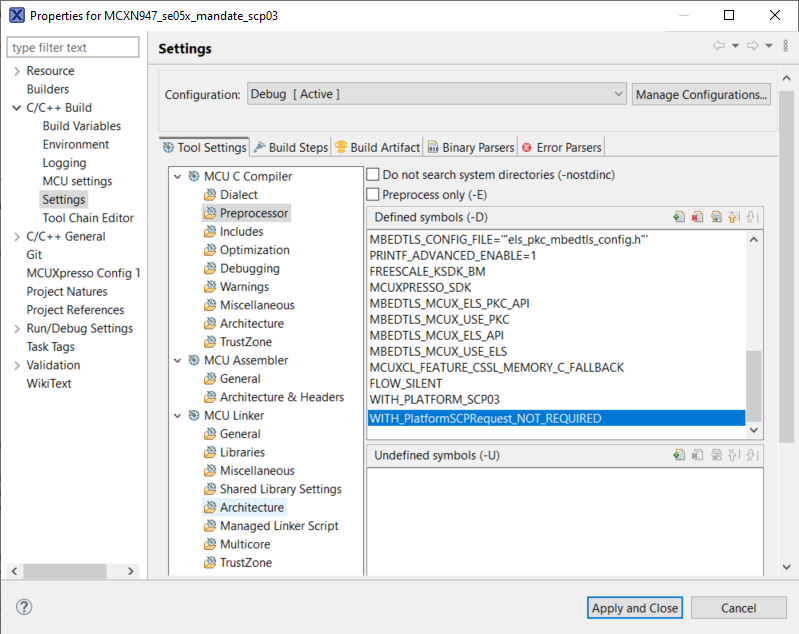 Properties for MCXN947_se05x_mandate_scp03
type filter text
Resource
Builders
C/C++ Build
Build Variables
Environment
Logging
MCU settings
Settings
Tool Chain Editor
C/C++ General
Git
MCUXpresso Config T
Project Natures
Project References
Run/Debug Settings
Task Tags
Validation
WikiText
Settings
Configuration:
Debug [ Active ]
Manage Configurations...
Tool Settings
Build Steps
Build Artifact
Binary Parsers
Error Parsers
MCU C Compiler
Dialect
Preprocessor
Includes
Optimization
Debugging
Warnings
Miscellaneous
Architecture
TrustZone
MCU Assembler
General
Architecture & Headers
MCU Linker
General
Libraries
Miscellaneous
Shared Library Settings
Architecture
Managed Linker Script
Multicore
TrustZone
Do not search system directories (-nostdinc)
Preprocess only (-E)
Defined symbols (-D)
MBEDTLS_CONFIG_FILE='"els_pkc_mbedtls_config.h"'
PRINTF_ADVANCED_ENABLE=1
FREESCALE_KSDK_BM
MCUXPRESSO_SDK
MBEDTLS_MCUX_ELS_PKC_API
MBEDTLS_MCUX_USE_PKC
MBEDTLS_MCUX_ELS_API
MBEDTLS_MCUX_USE_ELS
MCUXCL_FEATURE_CSSL_MEMORY_C_FALLBACK
FLOW_SILENT
WITH_PLATFORM_SCP03
WITH_PlatformSCPRequest_NOT_REQUIRED
Undefined symbols (-U)
Apply and Close
Cancel